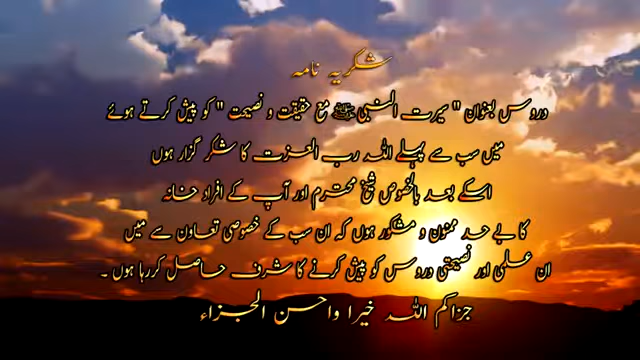 شکریہ نامہ
دروس بعنوان " سیرت النبی ﷺ مع حقیقت و نصیحت " کو پیش کرتے ہوئے
میں سب سے پہلے اللہ رب العزت کا شکر گزار ہوں
اسکے بعد بالخصوص شیخ محترم اور آپ کے افراد خانہ
کا بے حد ممنون و مشکور ہوں کہ ان سب کے خصوصی تعاون سے میں
ان علمی اور نصیحتی دروس کو پیش کرنے کا شرف حاصل کررہا ہوں ۔
جزاکم اللہ خیرا واحسن الجزاء